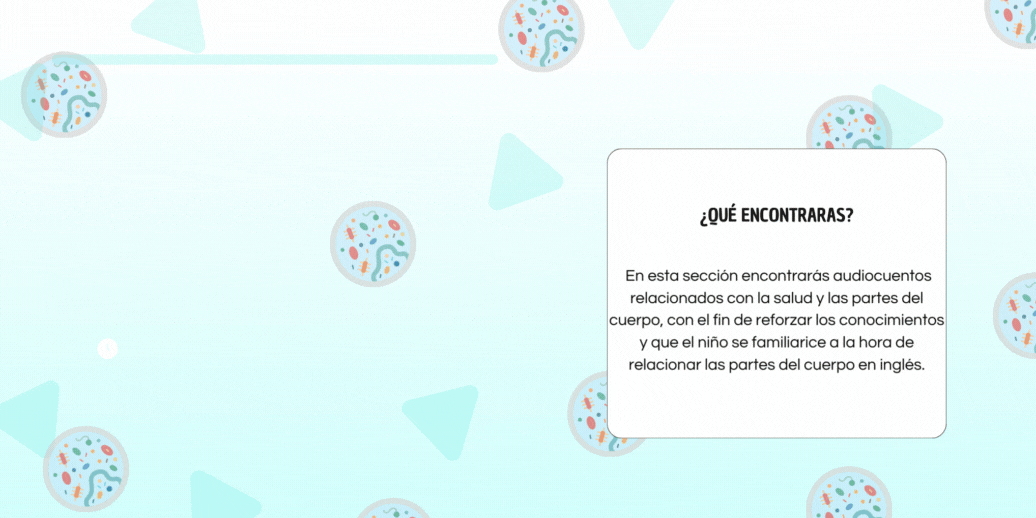 ¿QUÉ ENCONTRARAS?
En esta sección encontrarás audiocuentos
relacionados con la salud y las partes del
cuerpo, con el fin de reforzar los conocimientos
y que el niño se familiarice a la hora de
relacionar las partes del cuerpo en inglés.